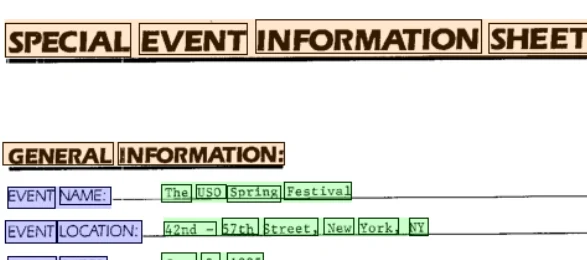 SPECIAL EVENT INFORMATION SHEET
GENERAL INFORMATION:
EVENT NAME: The USO Spring Festival
EVENT LOCATION: 42nd - 57th Street, New York, NY